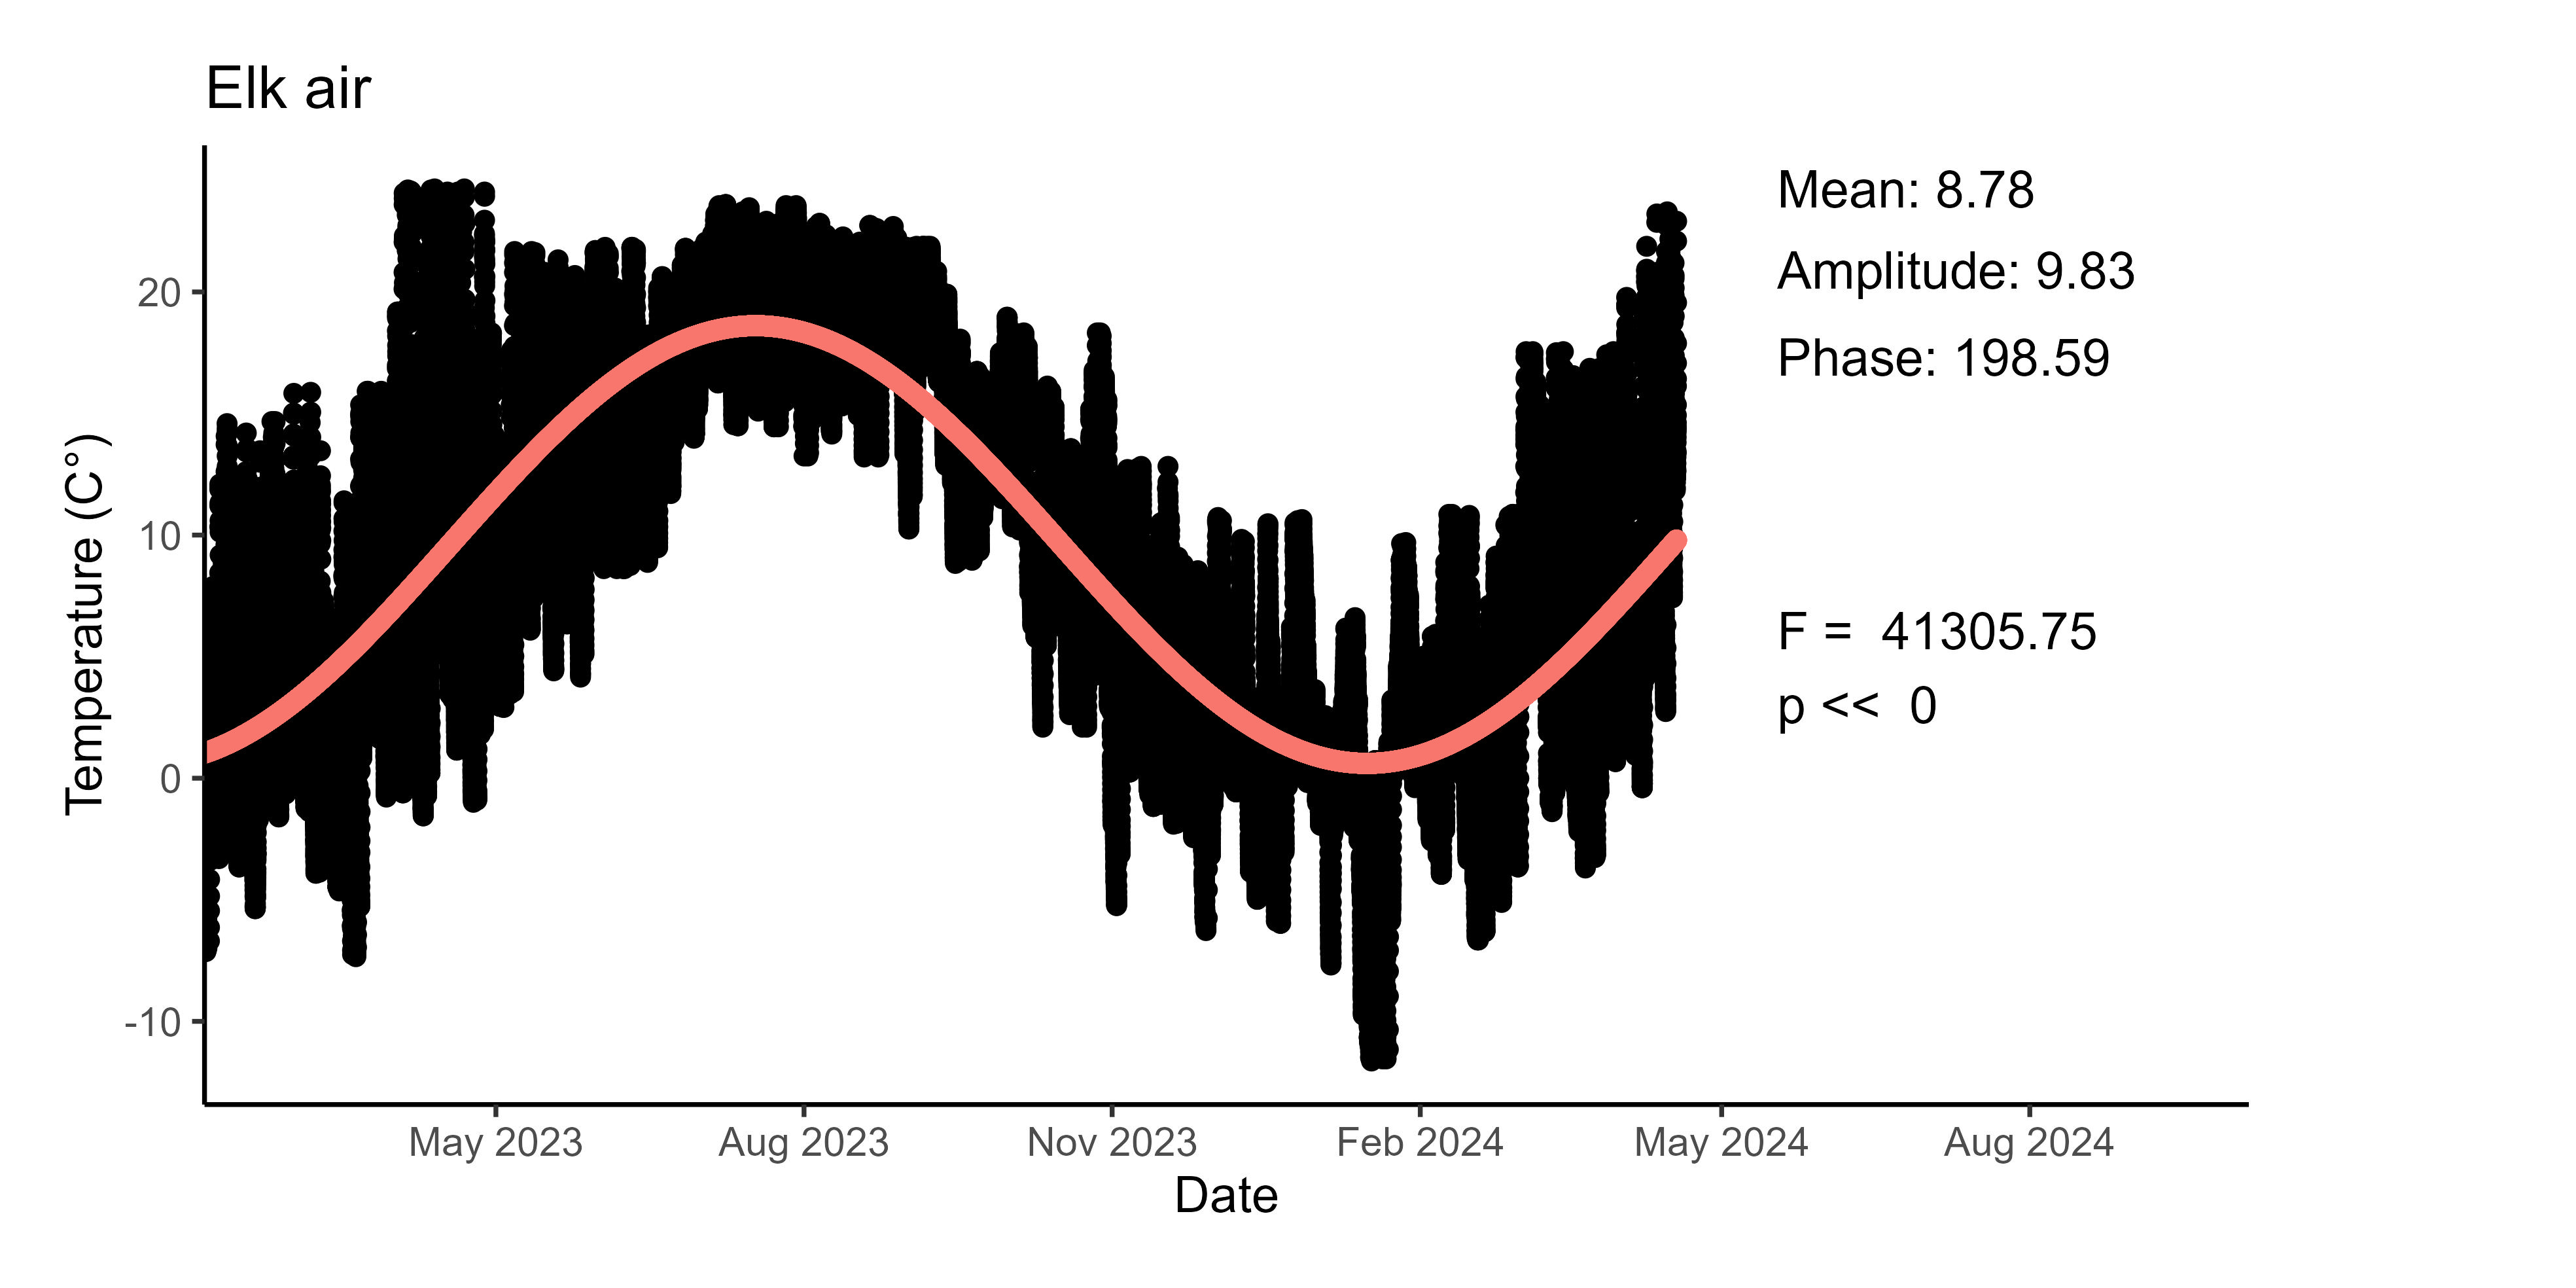 Elk air
Mean: 8.78
Amplitude: 9.83
Phase: 198.59
F =  41305.75
p <<  0
Temperature (C°)
20
10
0
-10
May 2023
Aug 2023
Nov 2023
Feb 2024
May 2024
Aug 2024
Date